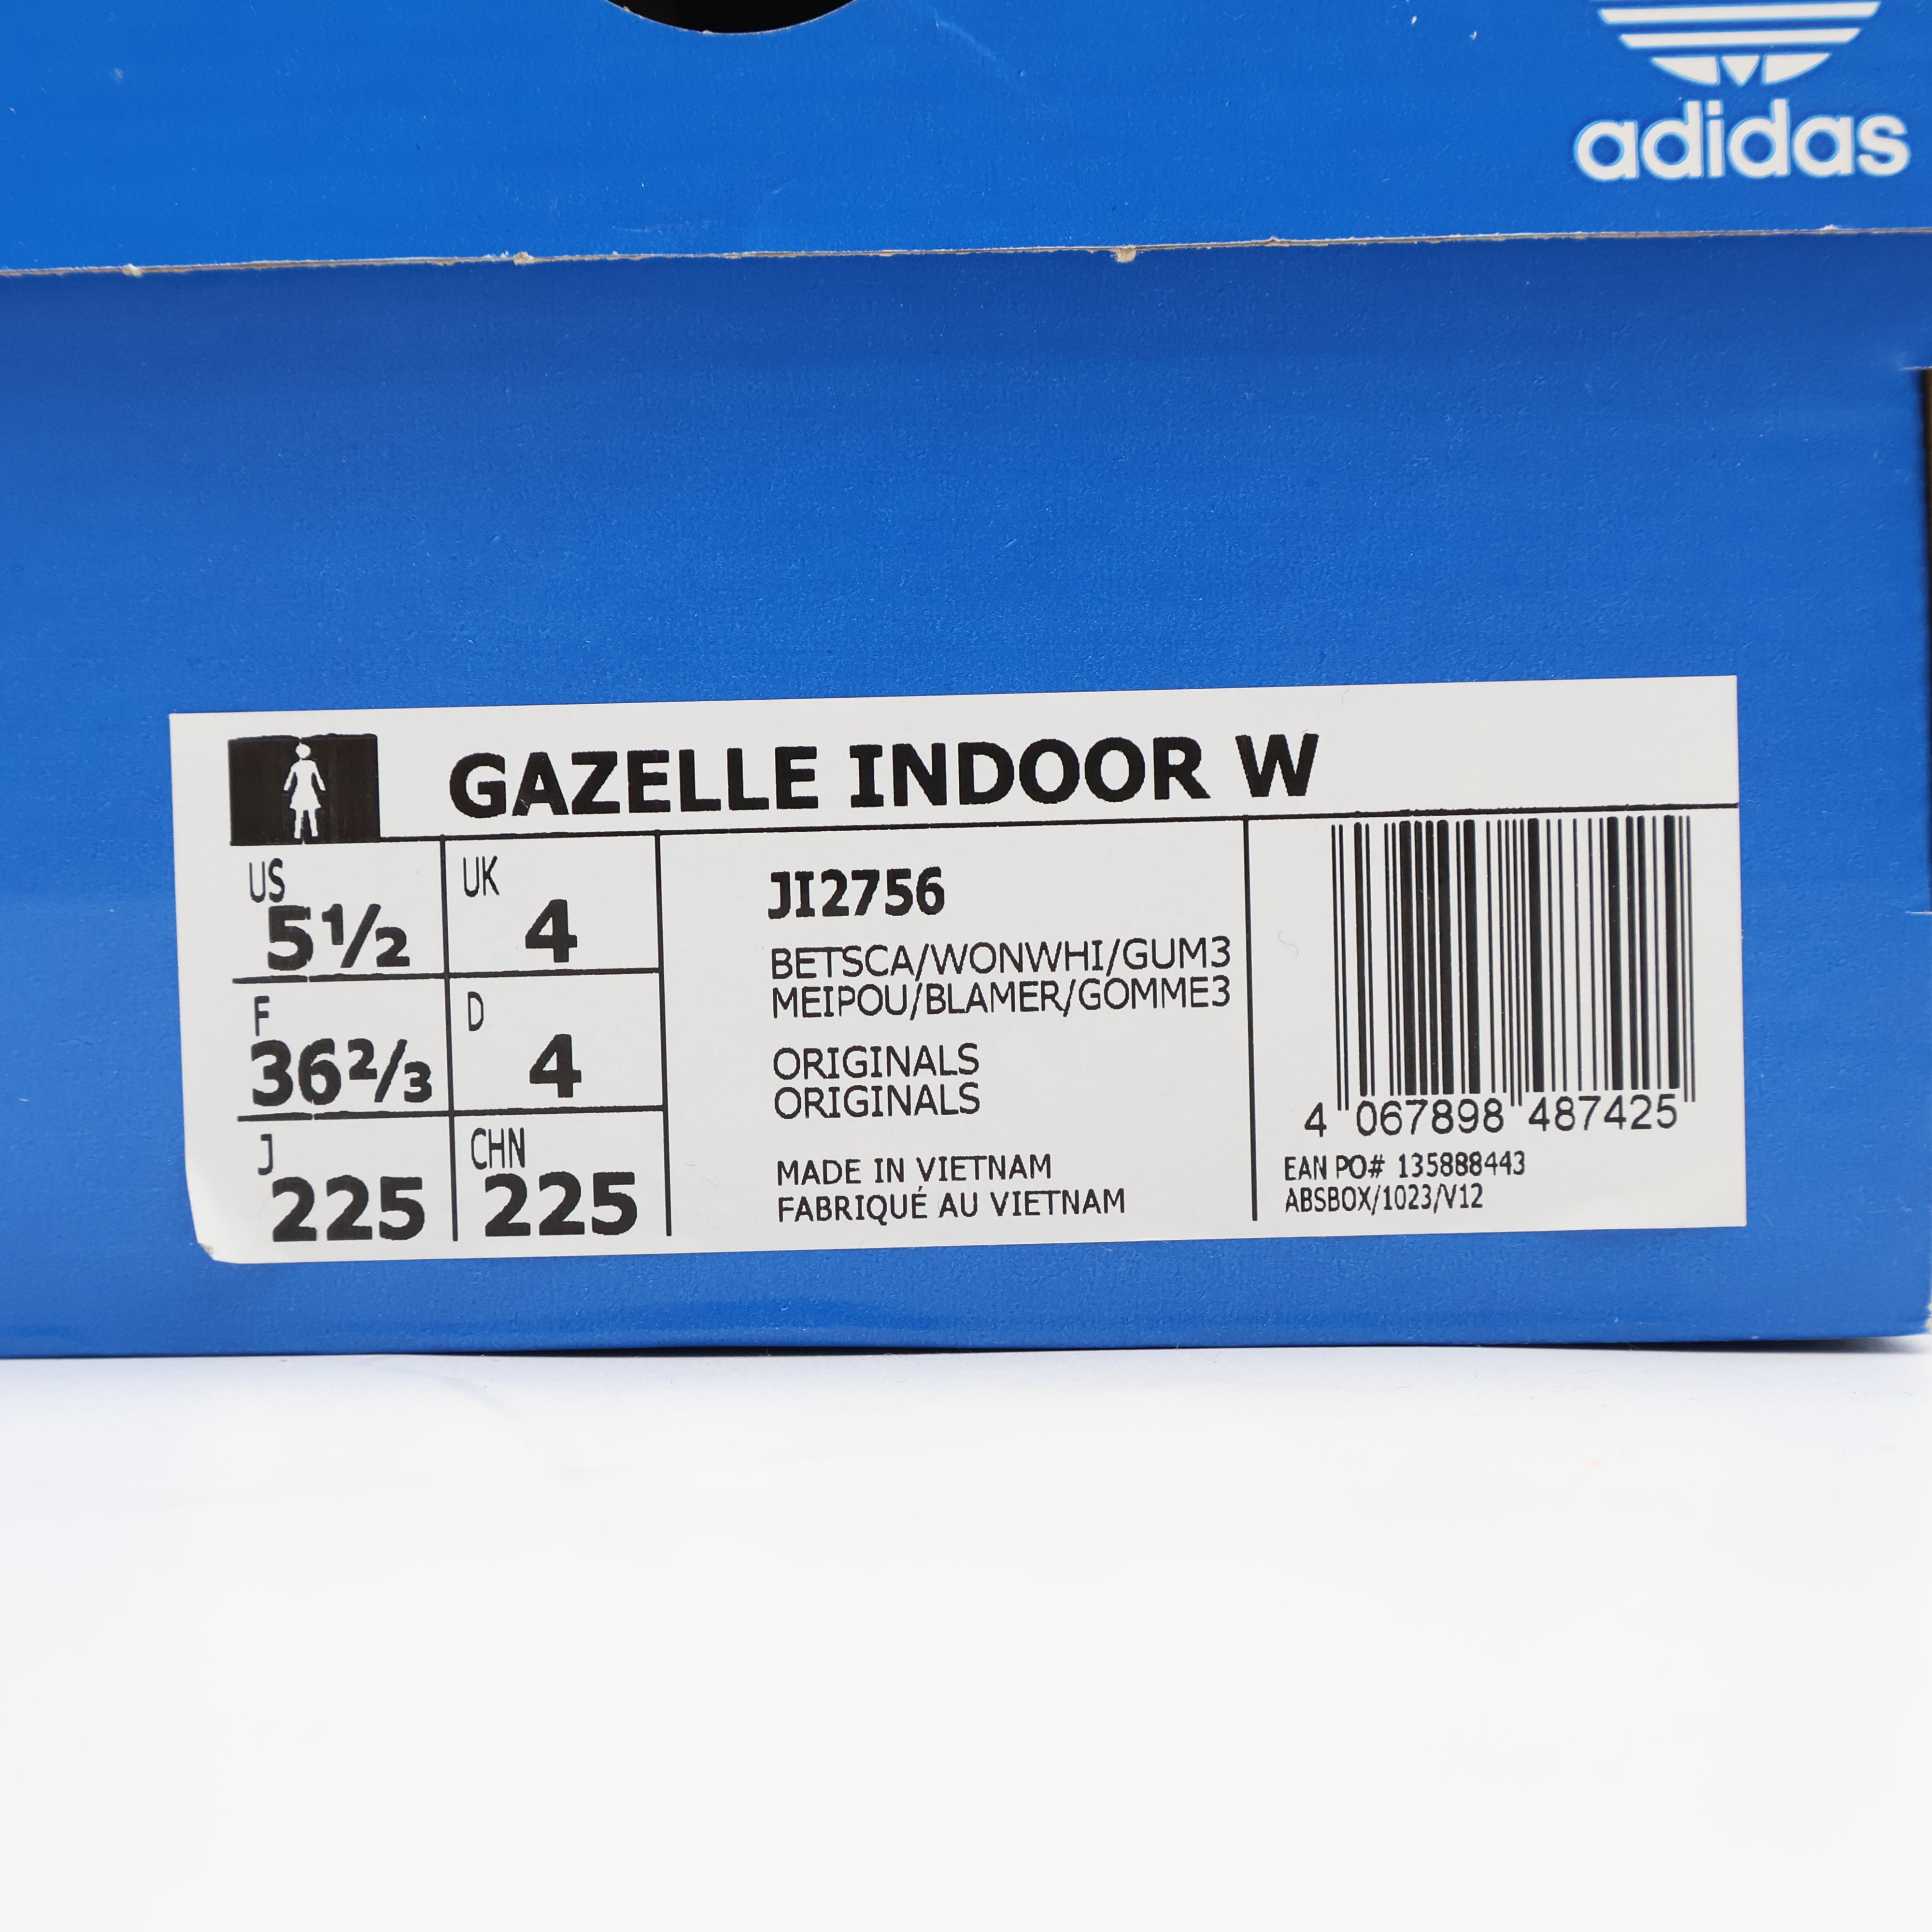 adidas
GAZELLE INDOOR W
US
5½
UK
4
F
36⅔
D
4
J
225
CHN
225
JI2756
BETSCA/WONWHI/GUM3
MEIPOU/BLAMER/GOMME3
ORIGINALS
ORIGINALS
MADE IN VIETNAM
FABRIQUÉ AU VIETNAM
4 067898 487425
EAN PO# 135888443
ABSBOX/1023/V12